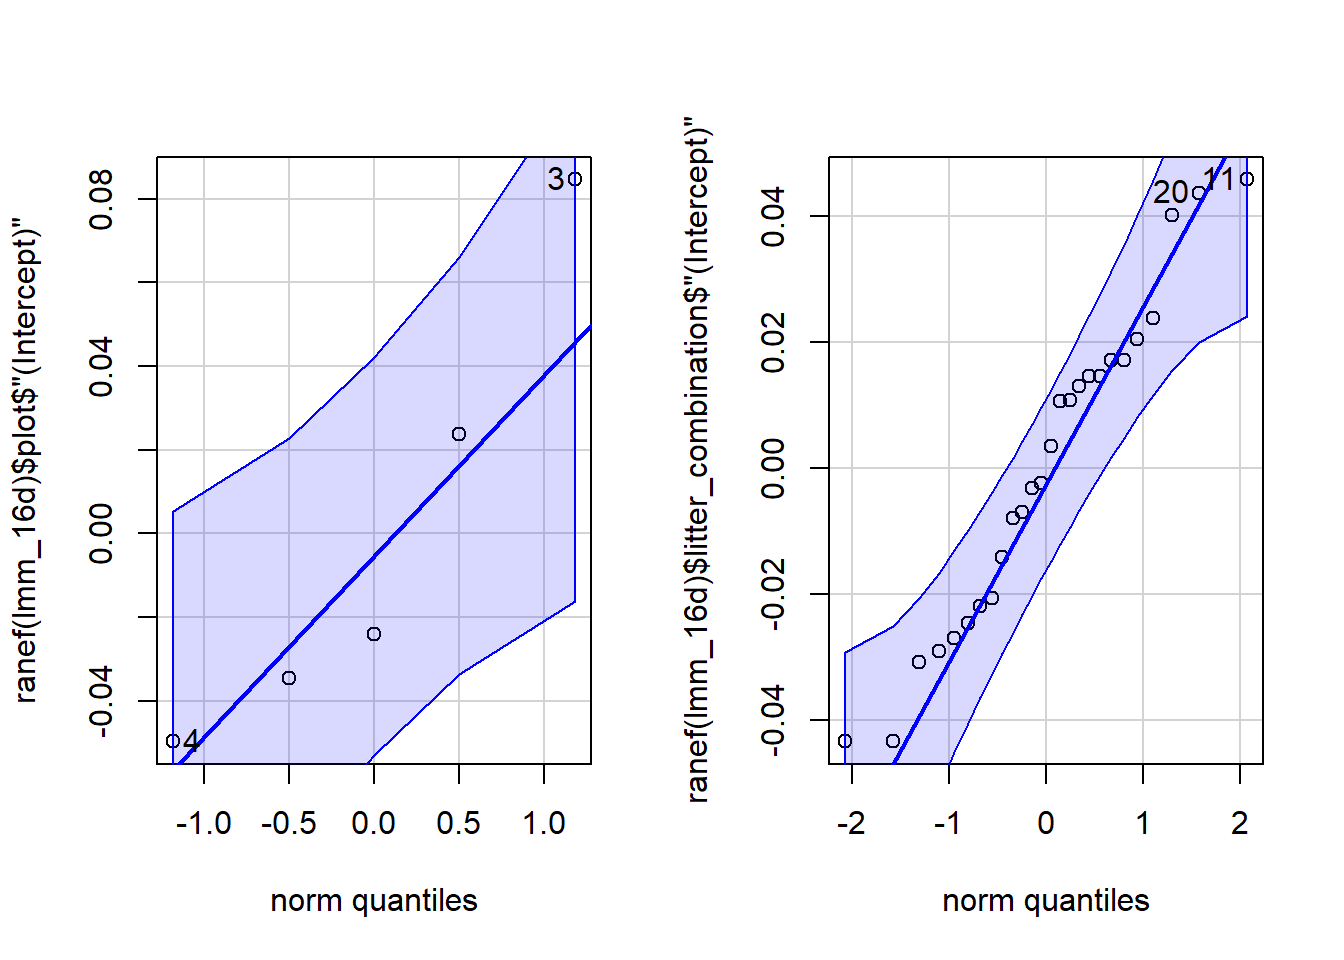 ranef(lmm_16d)$plot$"(Intercept)"
0.08
0.04
0.00
-0.04
3
4
-1.0 -0.5 0.0 0.5 1.0
norm quantiles
ranef(lmm_16d)$litter_combination$"(Intercept)"
0.04
0.02
0.00
-0.02
-0.04
20 11
-2 -1 0 1 2
norm quantiles